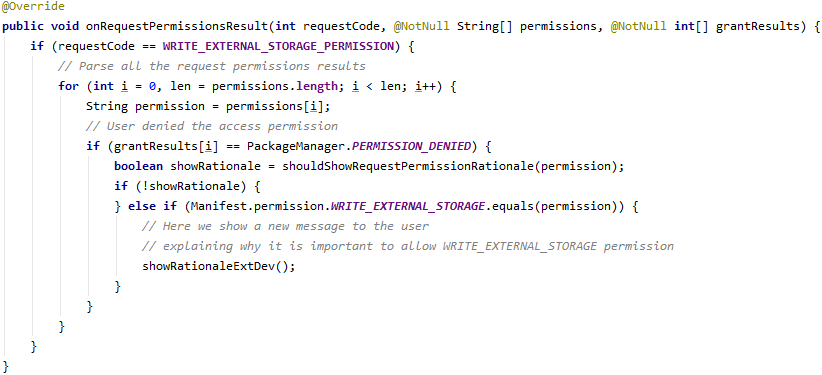 @Override
public void onRequestPermissionsResult(int requestCode, @NotNull String[] permissions, @NotNull int[] grantResults) {
    if (requestCode == WRITE_EXTERNAL_STORAGE_PERMISSION) {
        // Parse all the request permissions results
        for (int i = 0, len = permissions.length; i < len; i++) {
            String permission = permissions[i];
            // User denied the access permission
            if (grantResults[i] == PackageManager.PERMISSION_DENIED) {
                boolean showRationale = shouldShowRequestPermissionRationale(permission);
                if (!showRationale) {
                } else if (Manifest.permission.WRITE_EXTERNAL_STORAGE.equals(permission)) {
                    // Here we show a new message to the user
                    // explaining why it is important to allow WRITE_EXTERNAL_STORAGE permission
                    showRationaleExtDev();
                }
            }
        }
    }
}